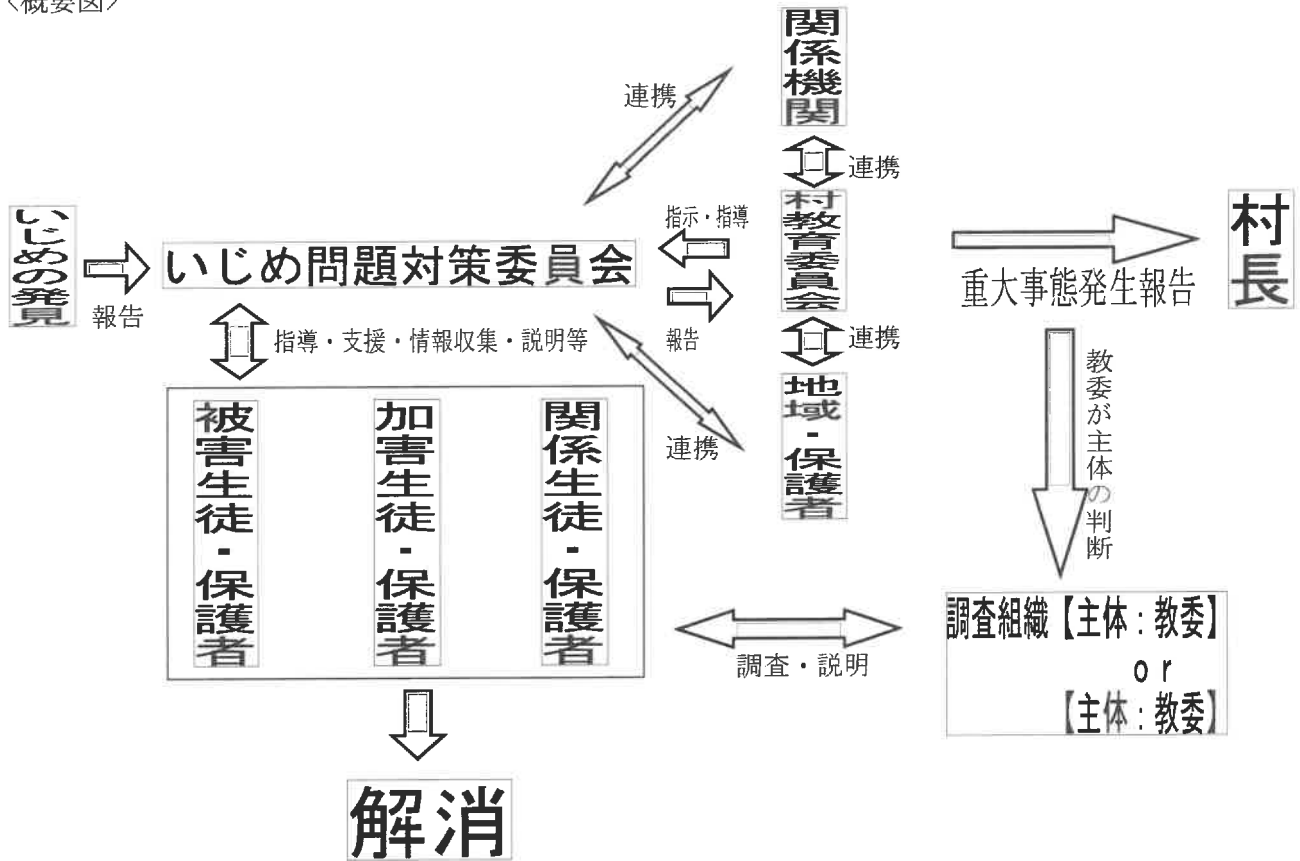 〈概要図〉
関係機関
連携
連携
いじめの発見
報告
いじめ問題対策委員会
指示・指導
報告
村教育委員会
重大事態発生報告
村長
指導・支援・情報収集・説明等
連携
連携
地域・保護者
教委が主体の判断
被害生徒・保護者
加害生徒・保護者
関係生徒・保護者
調査・説明
調査組織【主体：教委】
or
【主体：教委】
解消